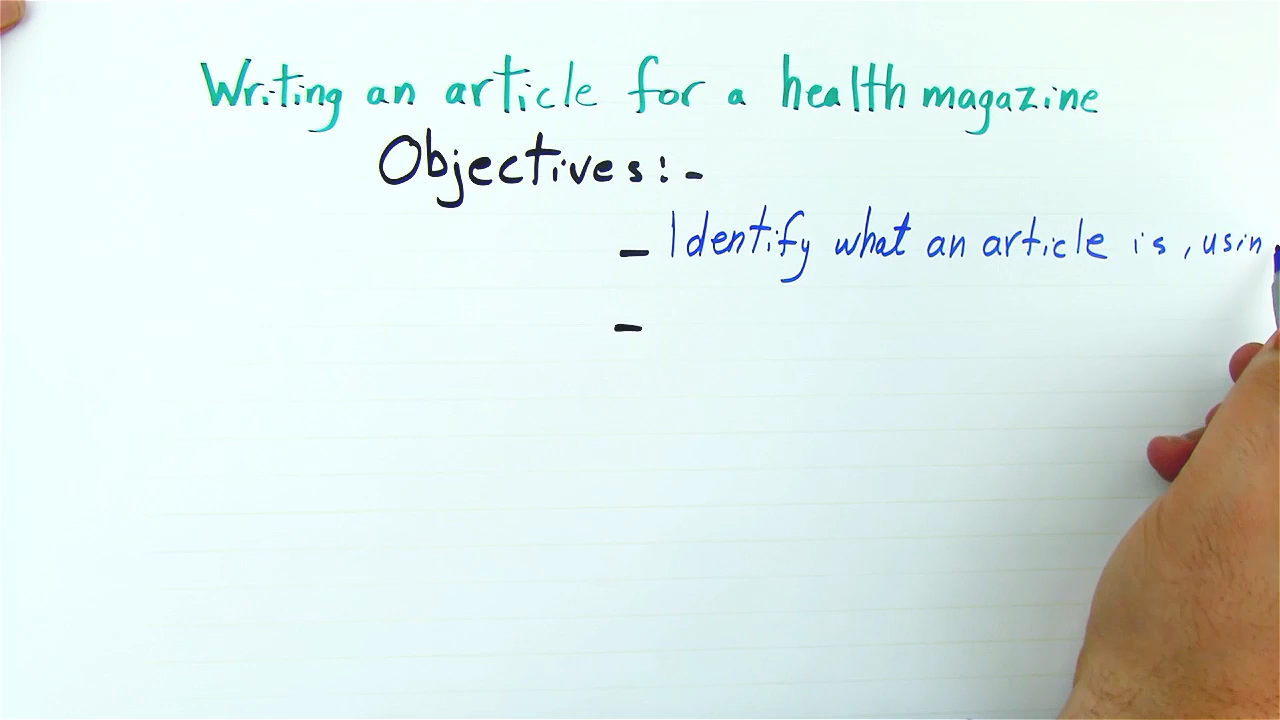 Writing an article for a health magazine
Objectives:-
- Identify what an article is, usin
-